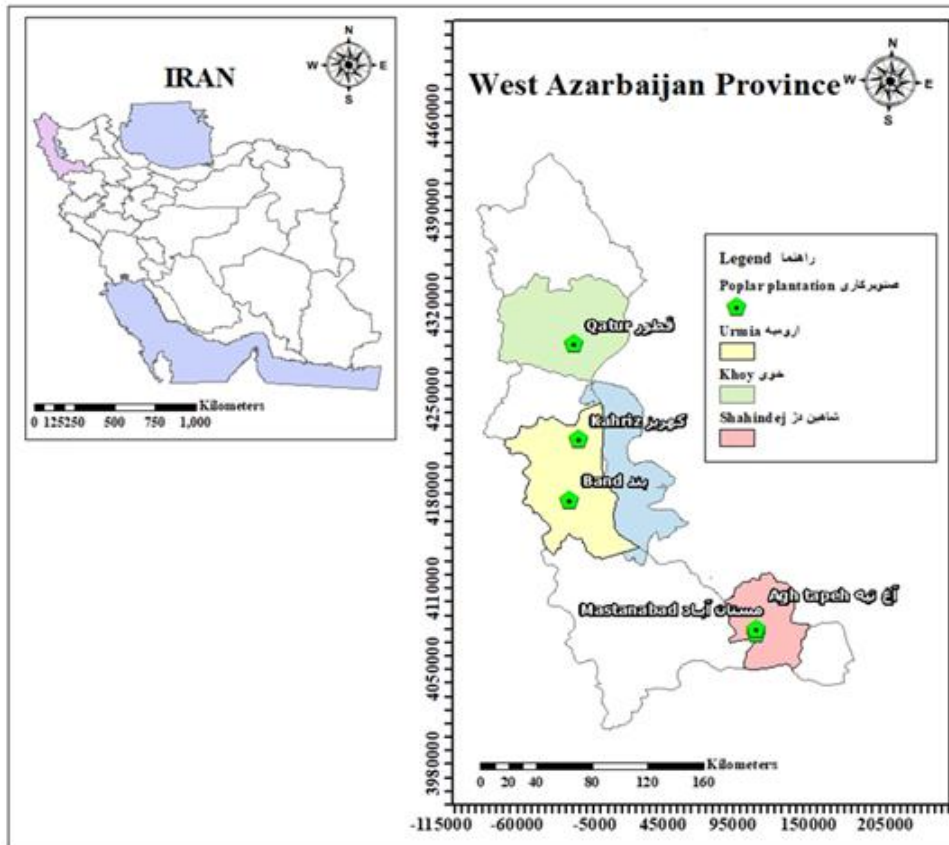 N
W E
S
IRAN
Kilometers
0 125250 500 750 1,000
West Azarbaijan Province
N
W E
S
Legend راهنما
Poplar plantation صنوبرکاری
Urmia ارومیه
Khoy خوی
Shahindej شاهین دژ
Qatur قطور
Kahriz کهریز
Band بند
Agh tapeh آغ تپه
Mastanabad مستان آباد
Kilometers
0 20 40 80 120 160
4460000
4390000
4320000
4250000
4180000
4110000
4050000
3980000
-115000 -60000 -5000 45000 95000 150000 205000